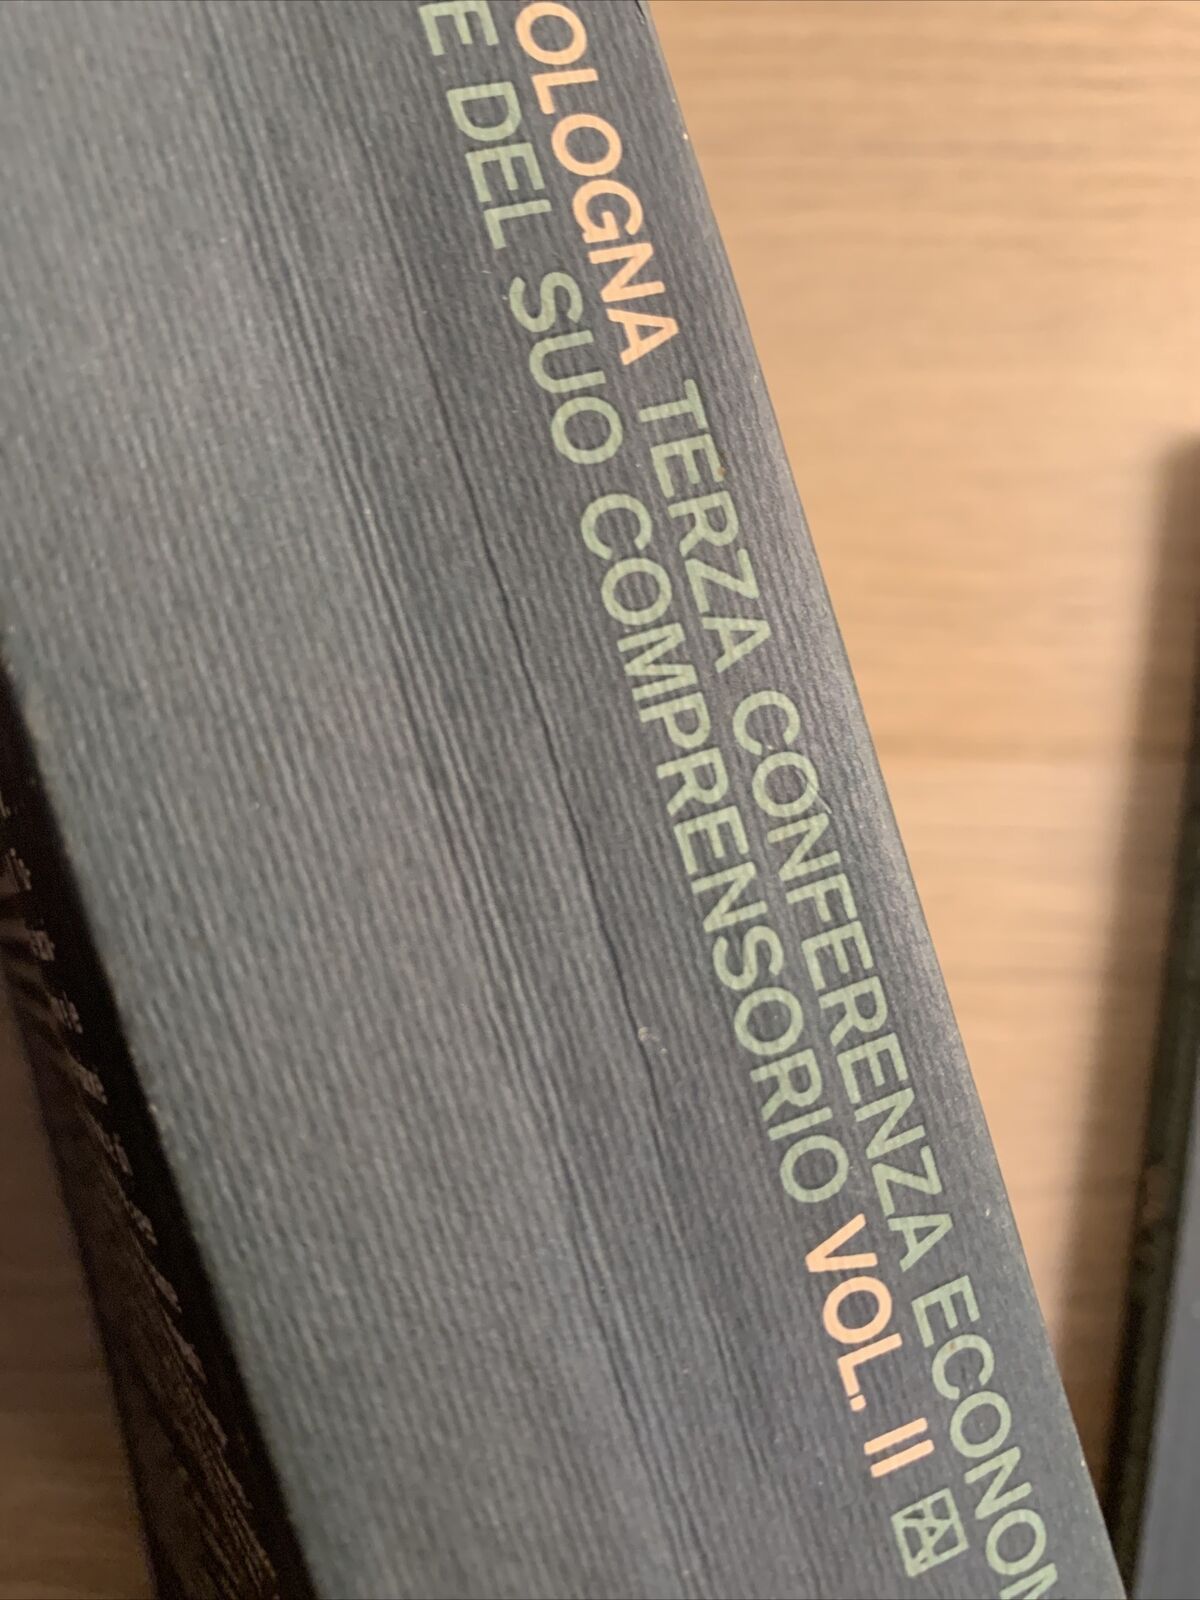 OLOGNA TERZA CONFERENZA ECONOM
E DEL SUO COMPRENSORIO VOL. II